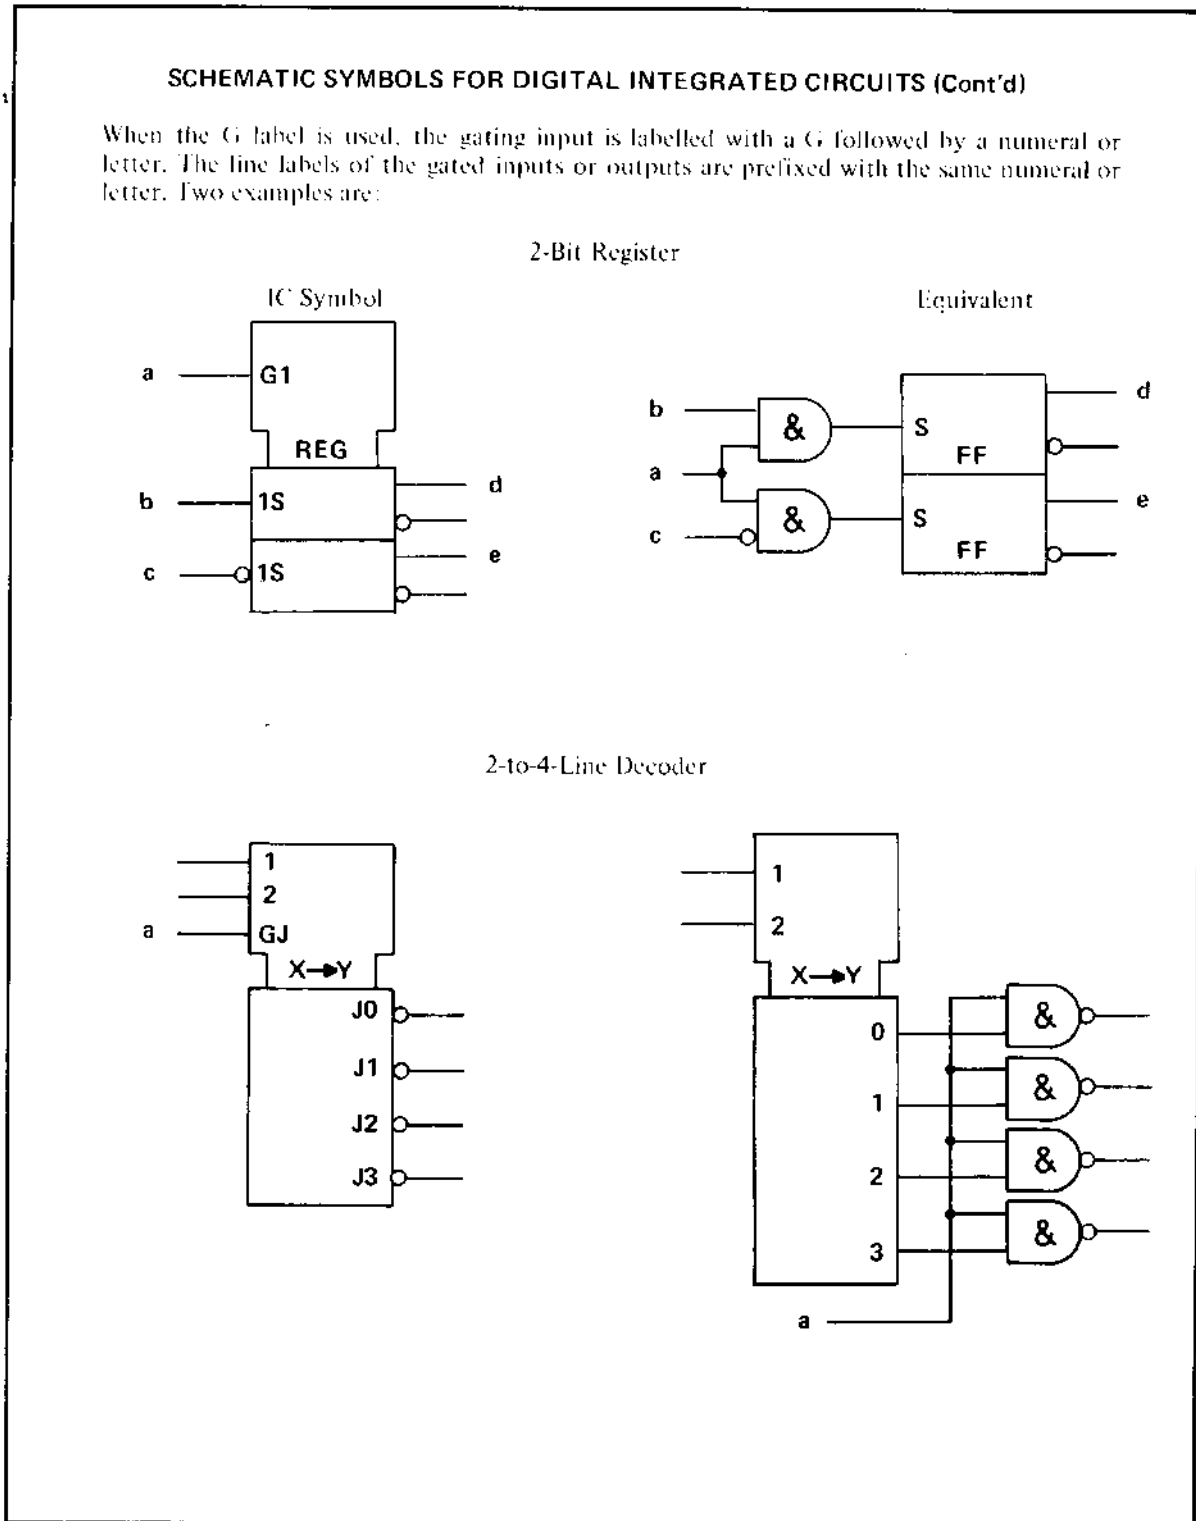 SCHEMATIC SYMBOLS FOR DIGITAL INTEGRATED CIRCUITS (Cont'd)
When the G label is used, the gating input is labelled with a G followed by a numeral or
letter. The line labels of the gated inputs or outputs are prefixed with the same numeral or
letter. Two examples are:
2-Bit Register
IC Symbol
Equivalent
a
G1
REG
b
1S
d
c
1S
e
b
&
S
FF
d
a
c
&
S
FF
e
2-to-4-Line Decoder
1
2
a
GJ
X→Y
J0
J1
J2
J3
1
2
X→Y
0
&
1
&
2
&
3
&
a